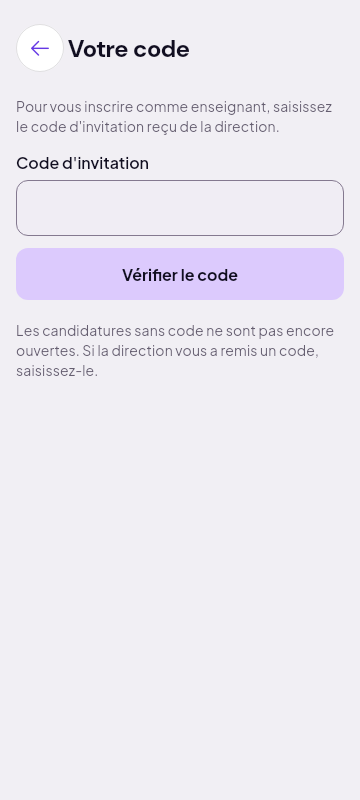 Votre code
Pour vous inscrire comme enseignant, saisissez
le code d'invitation reçu de la direction.
Code d'invitation
Vérifier le code
Les candidatures sans code ne sont pas encore
ouvertes. Si la direction vous a remis un code,
saisissez-le.